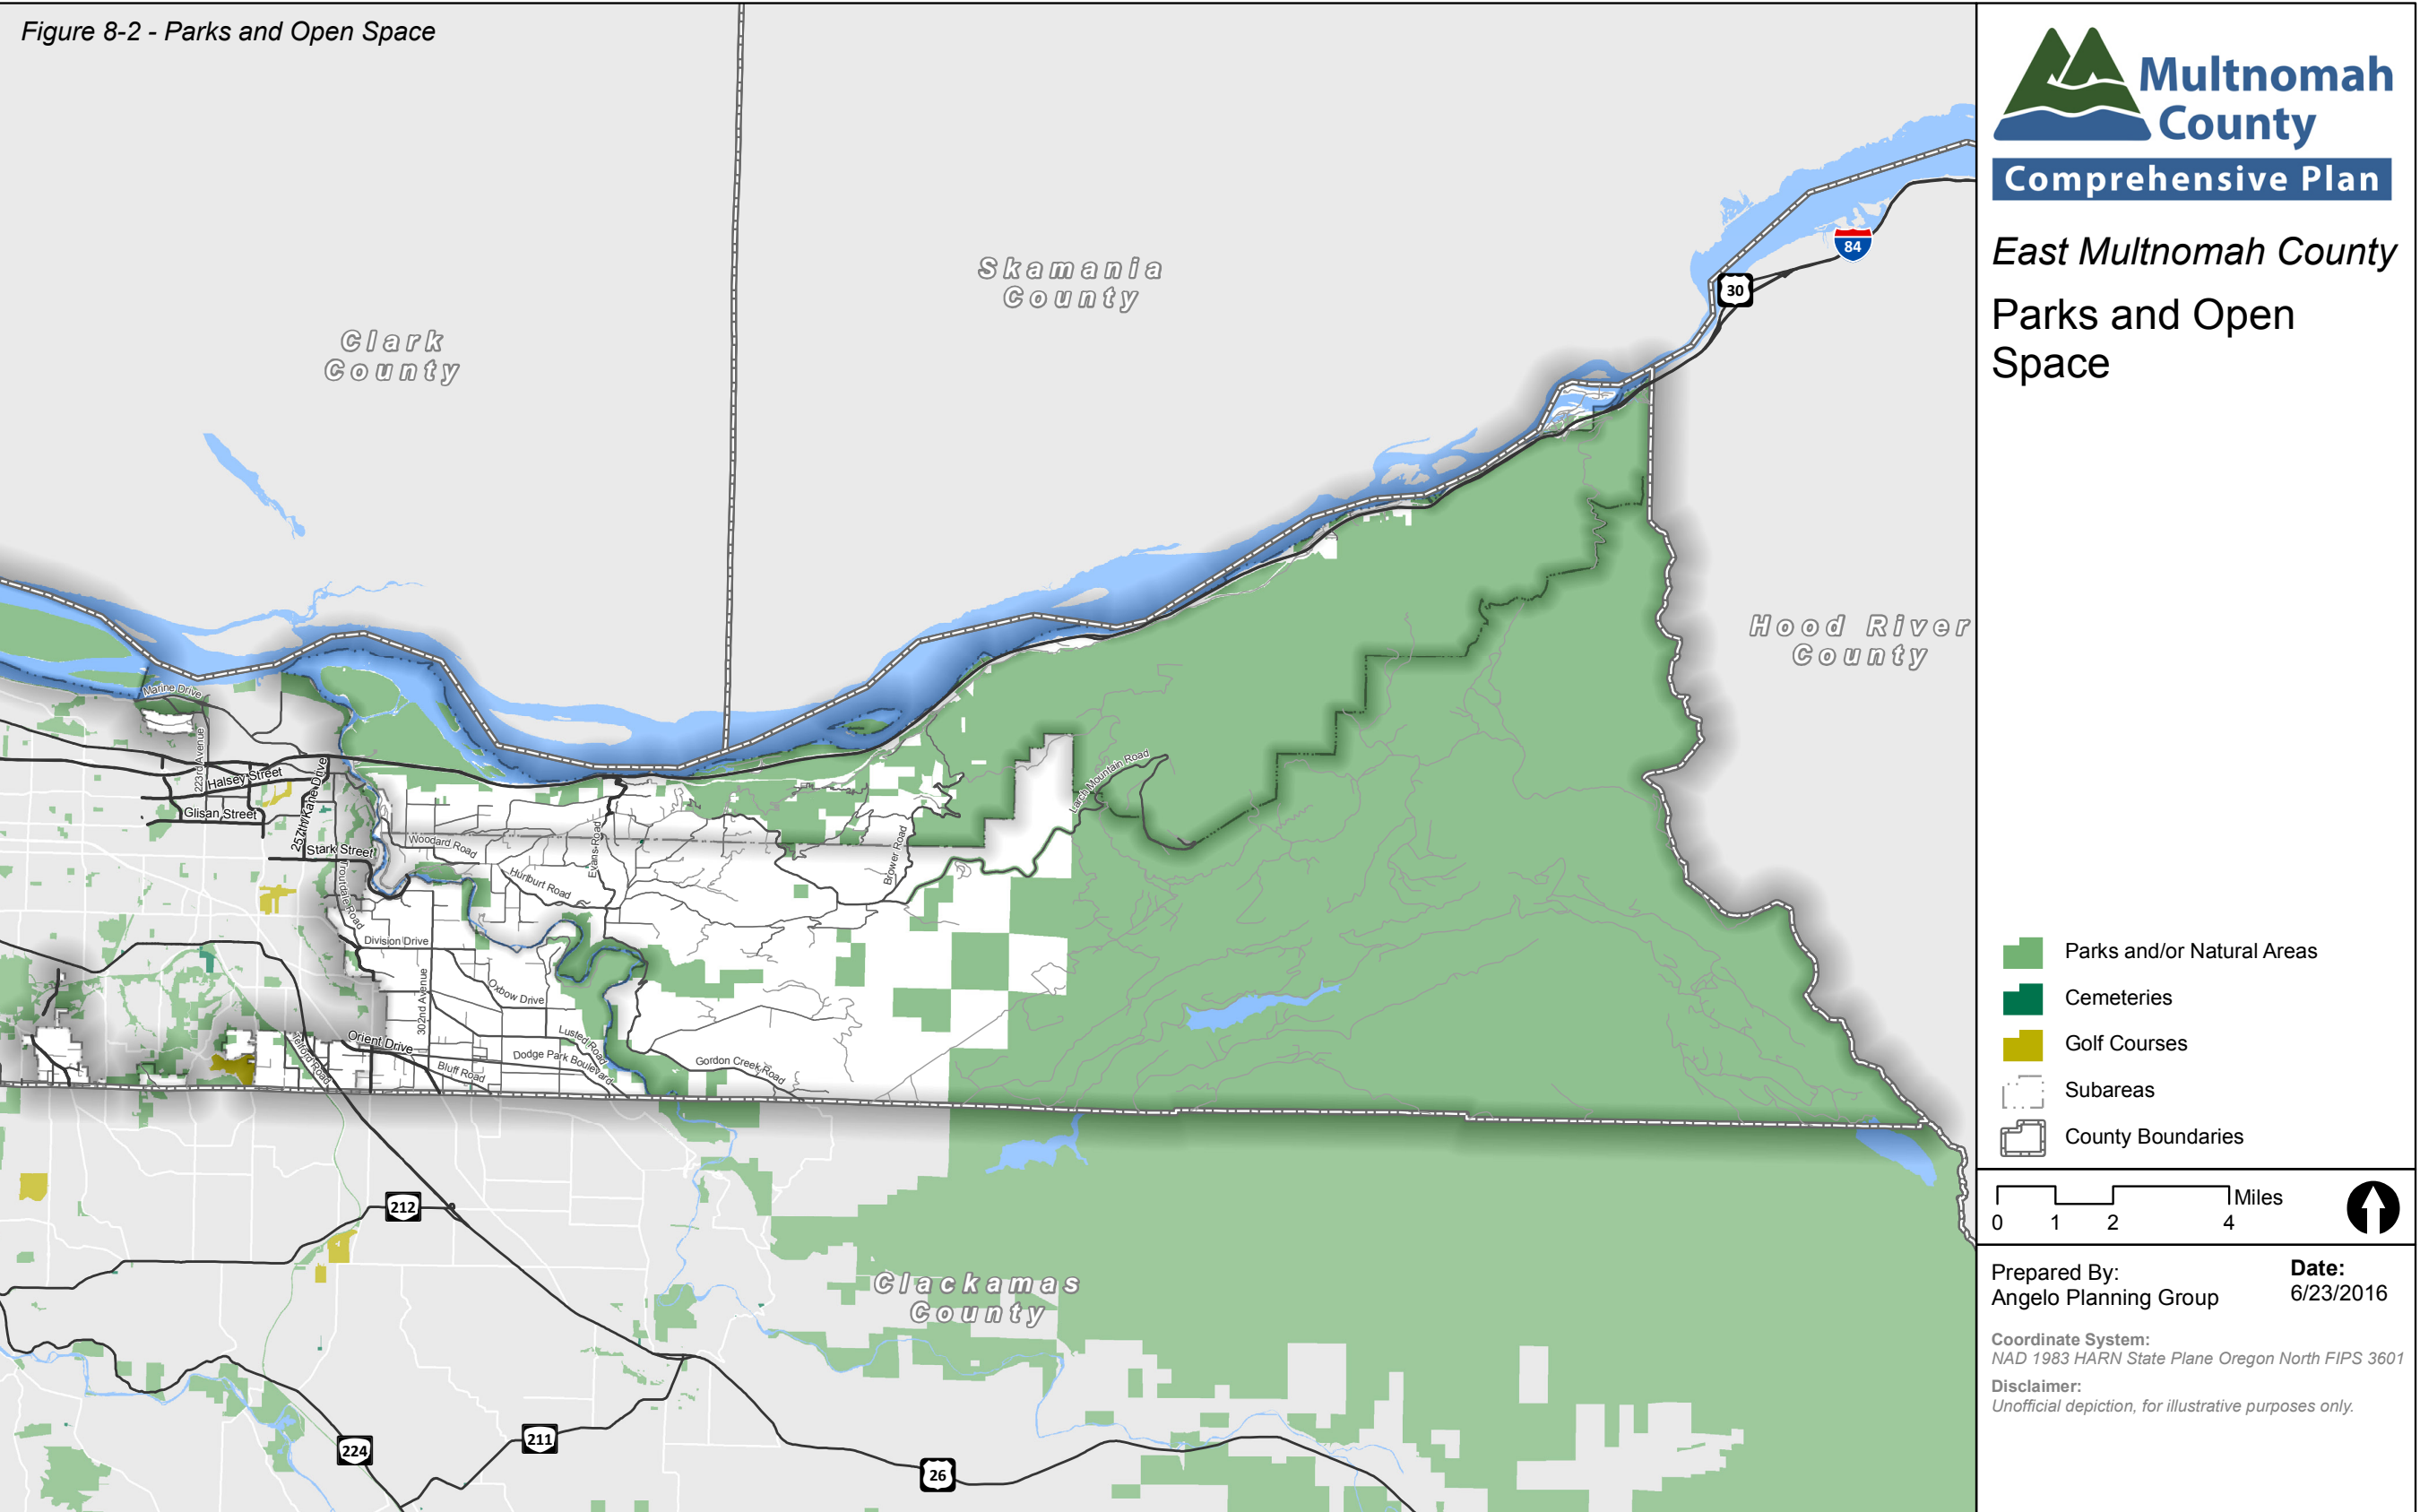 Figure 8-2 - Parks and Open Space
Multnomah
County
Comprehensive Plan
East Multnomah County
Parks and Open
Space
Skamania
County
Clark
County
Hood River
County
Clackamas
County
84
30
Marine Drive
223rd Avenue
Halsey Street
Glisan Street
257th/Kane Drive
Stark Street
Troutdale Road
Woodard Road
Hurlburt Road
Evans Road
Brower Road
Larch Mountain Road
Division Drive
302nd Avenue
Oxbow Drive
Lusted Road
Dodge Park Boulevard
Orient Drive
Bluff Road
Telford Road
Gordon Creek Road
212
224
211
26
Parks and/or Natural Areas
Cemeteries
Golf Courses
Subareas
County Boundaries
Miles
0 1 2 4
Prepared By:
Angelo Planning Group
Date:
6/23/2016
Coordinate System:
NAD 1983 HARN State Plane Oregon North FIPS 3601
Disclaimer:
Unofficial depiction, for illustrative purposes only.